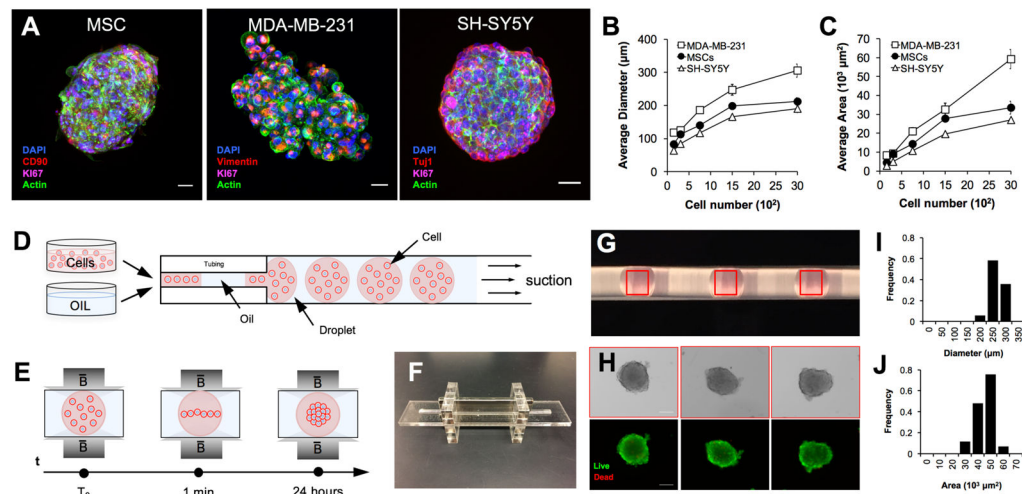 A
MSC
MDA-MB-231
SH-SY5Y
DAPI
CD90
KI67
Actin
DAPI
Vimentin
KI67
Actin
DAPI
Tuj1
KI67
Actin
B
Average Diameter (µm)
400
300
200
100
0
MDA-MB-231
MSCs
SH-SY5Y
0 5 10 15 20 25 30
Cell number (10²)
C
Average Area (10³ µm²)
70
60
50
40
30
20
10
0
MDA-MB-231
MSCs
SH-SY5Y
0 5 10 15 20 25 30
Cell number (10²)
D
Cells
OIL
Tubing
Oil
Droplet
Cell
suction
E
B̅ B̅ B̅
B̅ B̅ B̅
t
1 min
24 hours
F
G
H
Live
Dead
I
Frequency
0.8
0.6
0.4
0.2
0
0 50 100 150 200 250 300 350
Diameter (µm)
J
Frequency
0.8
0.6
0.4
0.2
0
0 10 20 30 40 50 60 70
Area (10³ µm²)